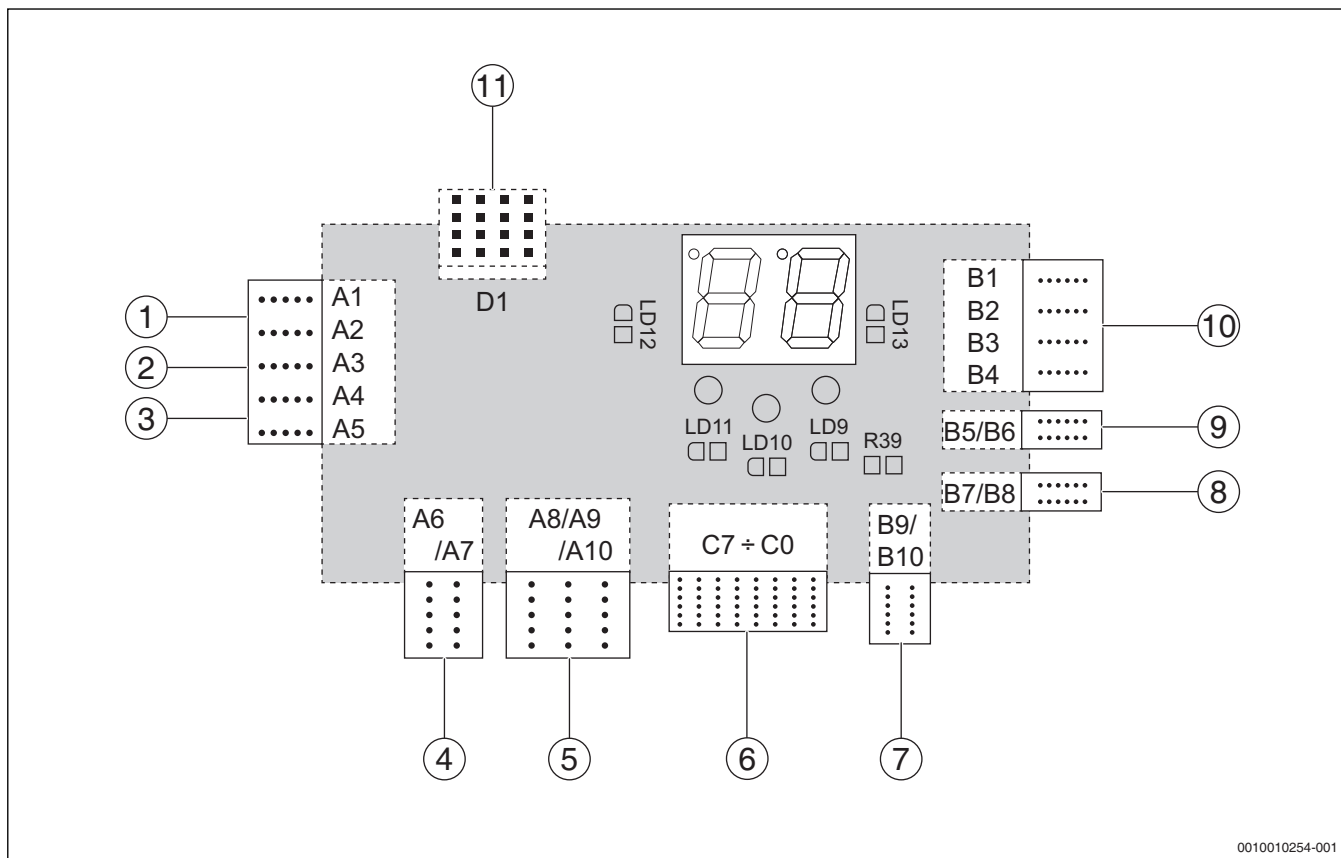 11
D1
LD12
LD13
A1
A2
A3
A4
A5
1
2
3
B1
B2
B3
B4
10
LD11
LD10
LD9
R39
B5/B6
9
B7/B8
8
A6
/A7
A8/A9
/A10
C7 ÷ C0
B9/
B10
4
5
6
7
0010010254-001